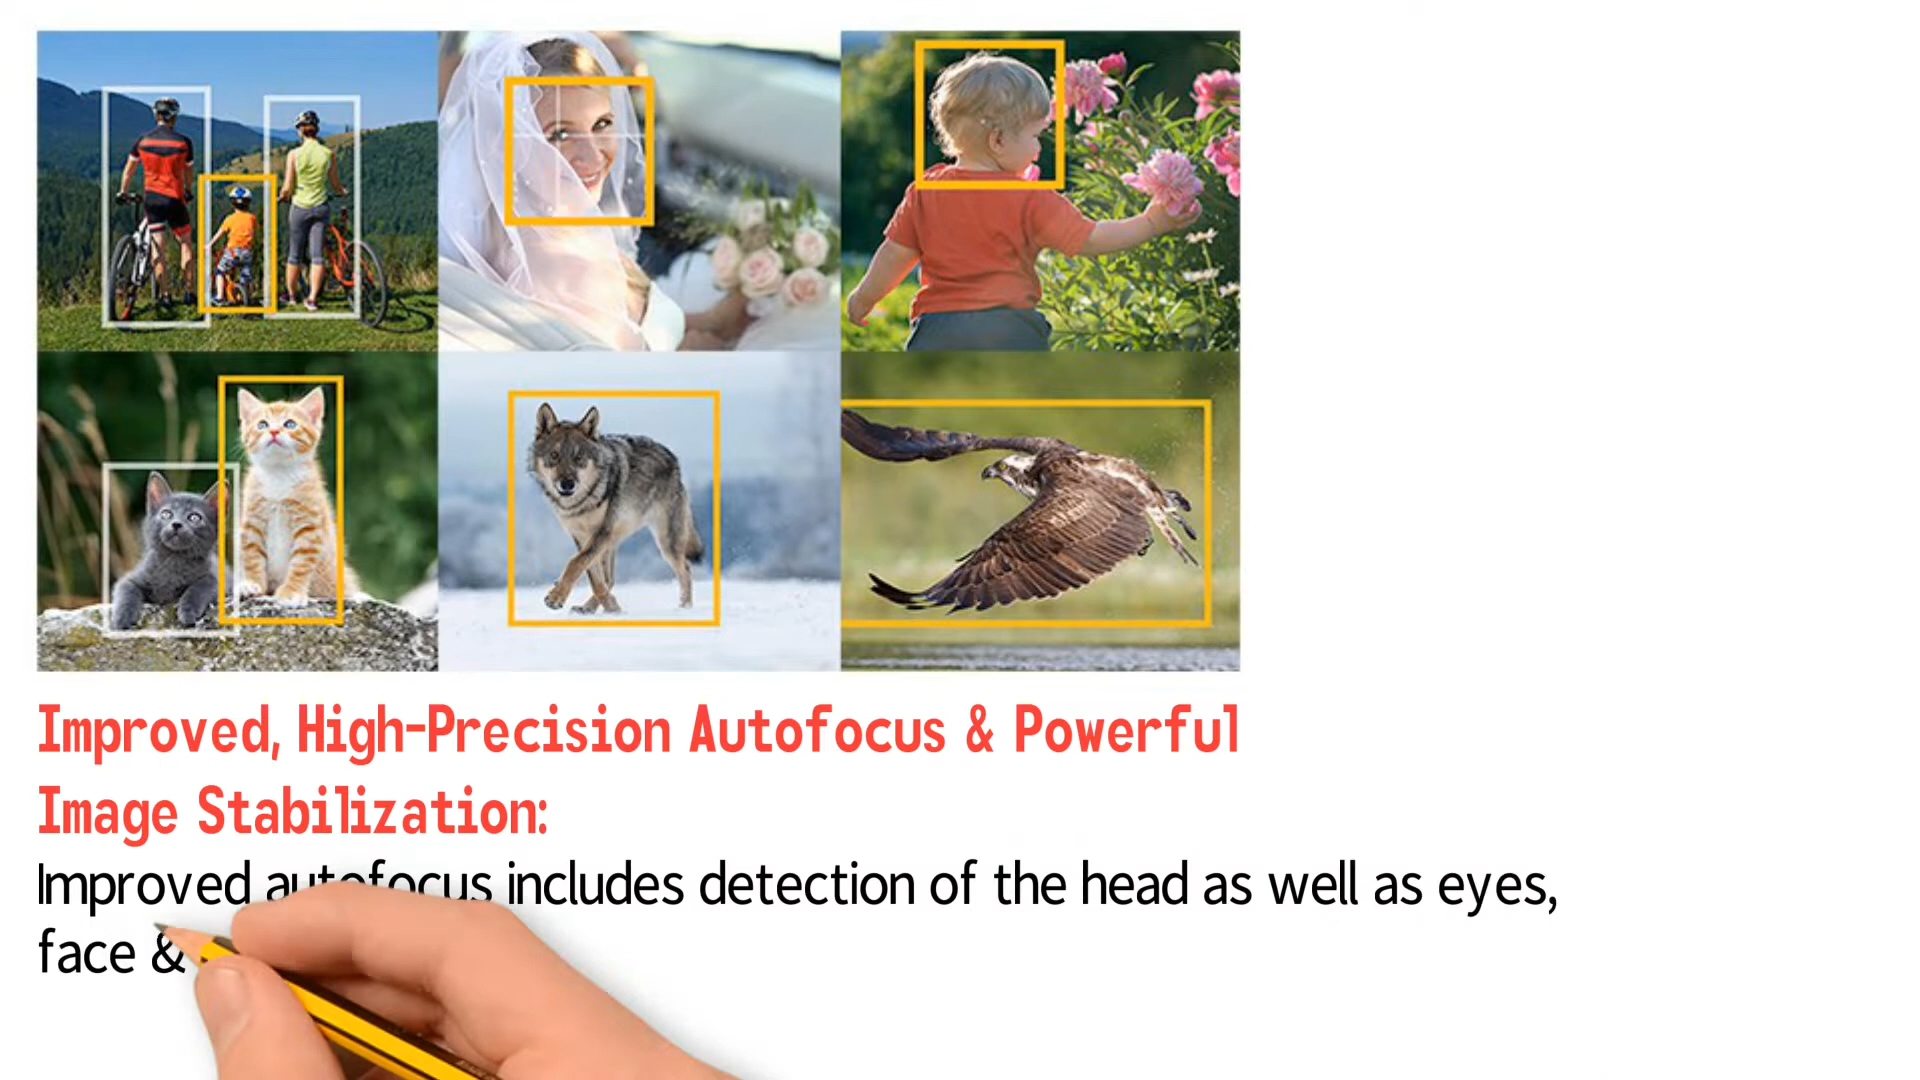 Improved, High-Precision Autofocus & Powerful
Image Stabilization:
Improved autofocus includes detection of the head as well as eyes,
face &